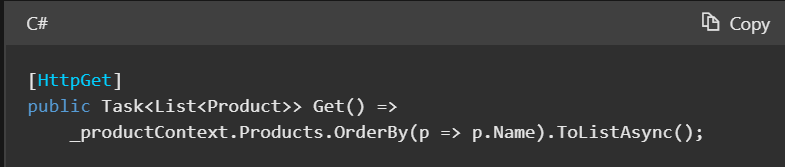 C#
Copy
[HttpGet]
public Task<List<Product>> Get() =>
    _productContext.Products.OrderBy(p => p.Name).ToListAsync();